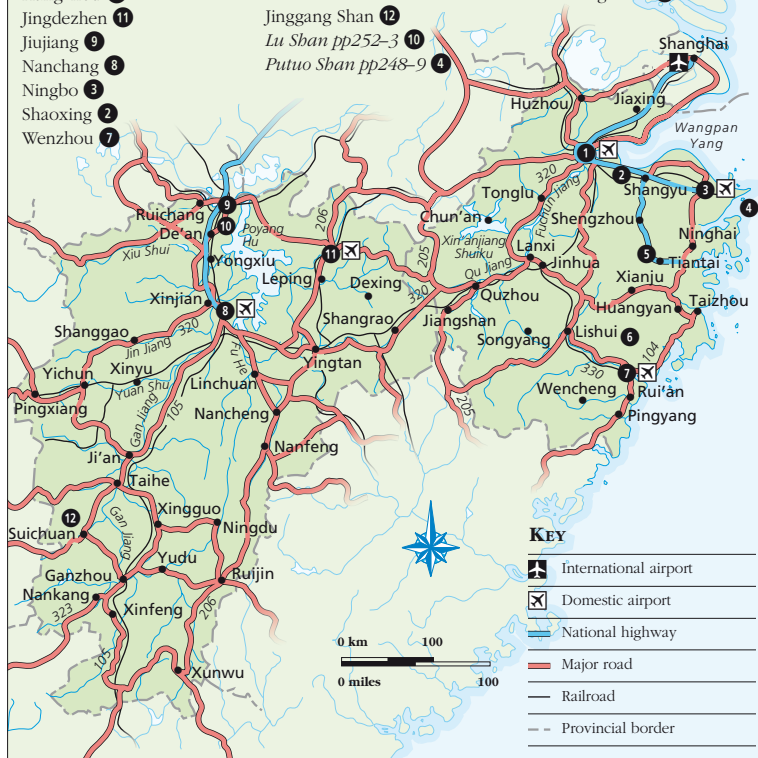 Jingdezhen 11
Jiujiang 9
Nanchang 8
Ningbo 3
Shaoxing 2
Wenzhou 7
Jinggang Shan 12
Lu Shan pp252–3 10
Putuo Shan pp248–9 4
Shanghai
Huzhou
Jiaxing
Wangpan
Yang
1
320
2
Shangyu
3
4
Tonglu
Fuchun Jiang
Chun'an
Shengzhou
Ninghai
Xin'anjiang
Shuiku
Lanxi
5
Tiantai
Jinhua
Qu Jiang
Xianju
Quzhou
Huangyan
Taizhou
Jiangshan
Songyang
Lishui
6
330
7
104
Wencheng
Rui'an
Pingyang
205
205
9
Ruichang
10
De'an
Poyang
Hu
206
Xiu Shui
Yongxiu
11
Leping
Dexing
320
Xinjian
8
Shangrao
Shanggao
320
Jin Jiang
Fu He
Yingtan
Yichun
Xinyu
Yuan Shu
Linchuan
Pingxiang
Gan Jiang
105
Nancheng
Ji'an
Nanfeng
Taihe
12
Suichuan
Xingguo
Gan Jiang
Ningdu
Yudu
Ganzhou
Ruijin
Nankang
323
Xinfeng
206
105
Xunwu
0 km 100
0 miles 100
KEY
International airport
Domestic airport
National highway
Major road
Railroad
Provincial border